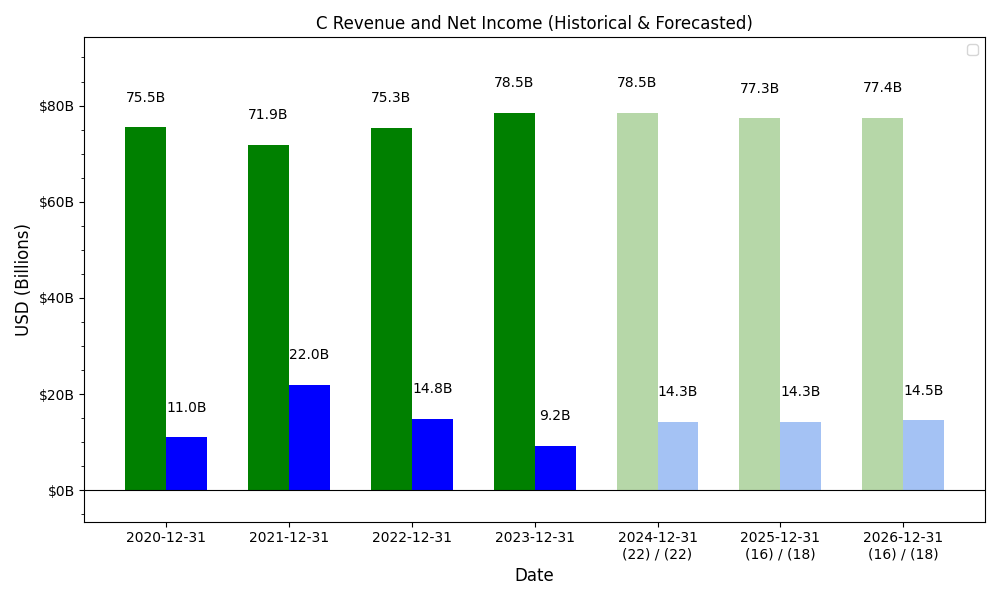 C Revenue and Net Income (Historical & Forecasted)
USD (Billions)
$80B
$60B
$40B
$20B
$0B
75.5B
11.0B
71.9B
22.0B
75.3B
14.8B
78.5B
9.2B
78.5B
14.3B
77.3B
14.3B
77.4B
14.5B
2020-12-31
2021-12-31
2022-12-31
2023-12-31
2024-12-31
(22) / (22)
2025-12-31
(16) / (18)
2026-12-31
(16) / (18)
Date